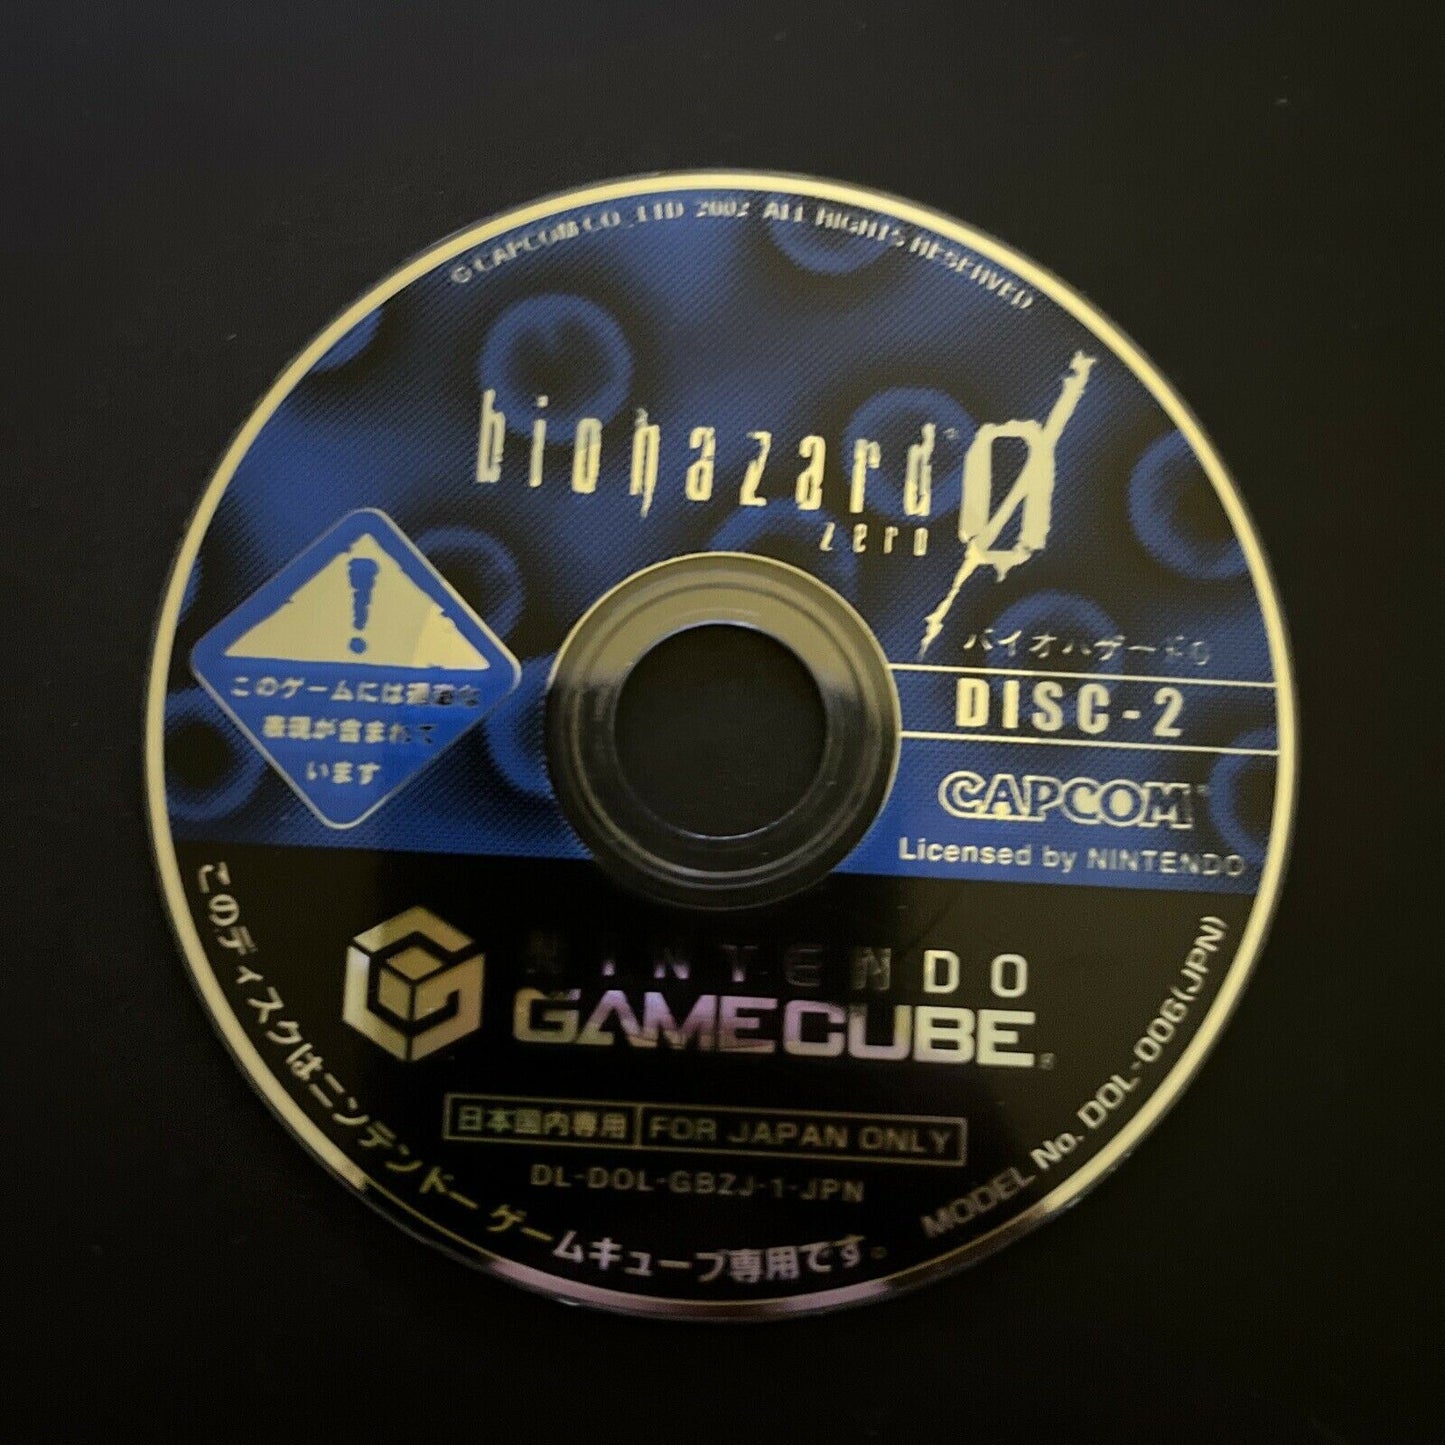 © CAPCOM CO., LTD 2002 ALL RIGHTS RESERVED
biohazard 0
zero
バイオハザード0
DISC-2
CAPCOM
Licensed by NINTENDO
!
このゲームには過激な
表現が含まれて
います
NINTENDO
GAMECUBE
日本国内専用 FOR JAPAN ONLY
DL-DOL-GBZJ-1-JPN
このディスクはニンテンドー ゲームキューブ専用です。
MODEL No. DOL-006(JPN)